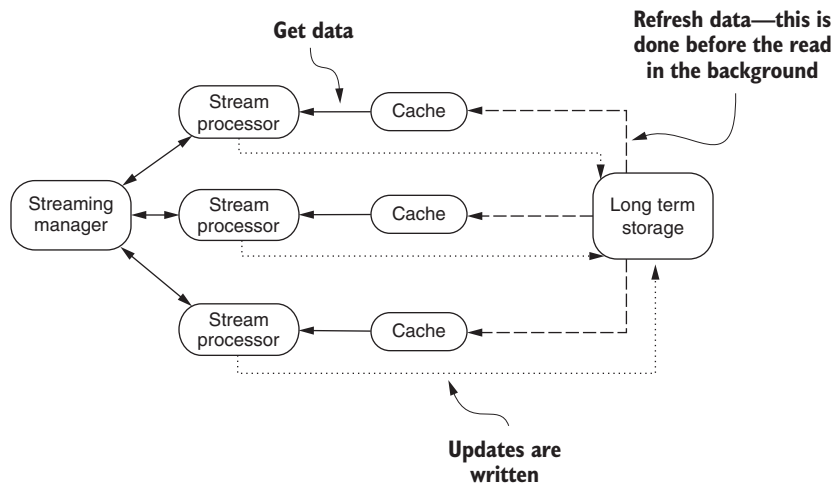 Get data
Refresh data—this is
done before the read
in the background
Stream
processor
Cache
Streaming
manager
Stream
processor
Cache
Long term
storage
Stream
processor
Cache
Updates are
written